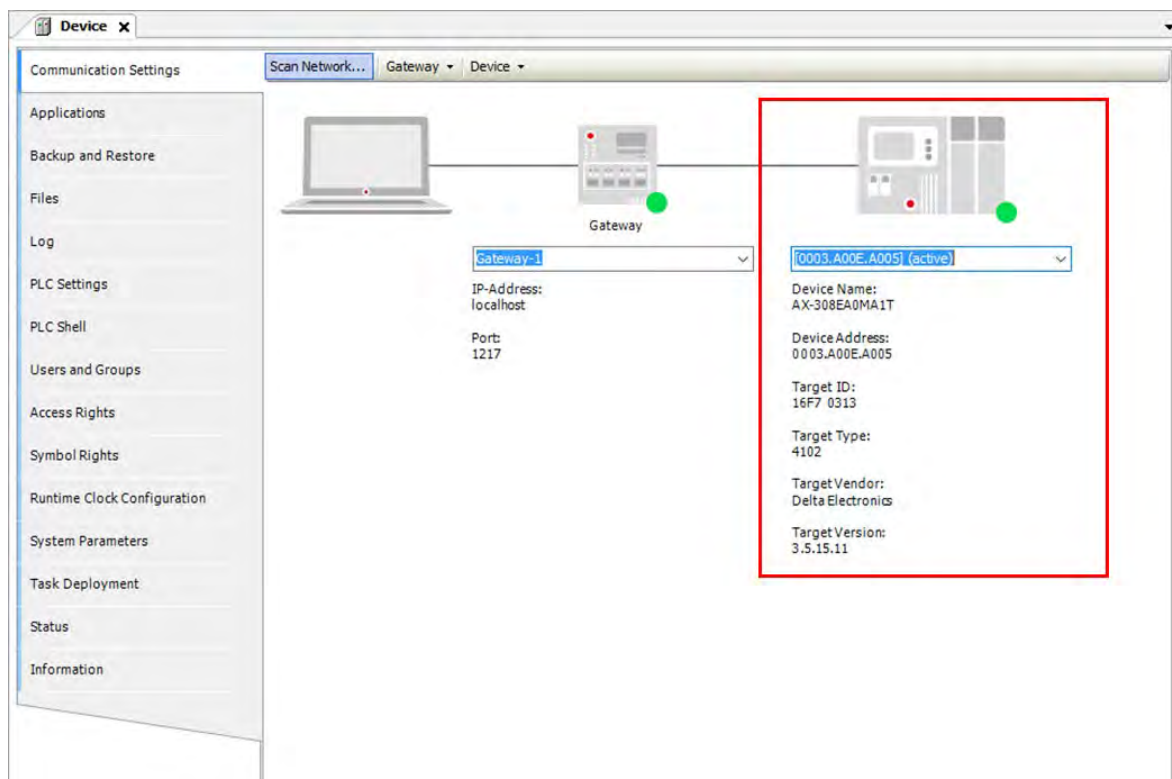 Device
Communication Settings
Applications
Backup and Restore
Files
Log
PLC Settings
PLC Shell
Users and Groups
Access Rights
Symbol Rights
Runtime Clock Configuration
System Parameters
Task Deployment
Status
Information
Scan Network... Gateway Device
Gateway
Gateway-1
IP-Address:
localhost
Port:
1217
[0003.A00E.A005] (active)
Device Name:
AX-308EA0MA1T
Device Address:
0003.A00E.A005
Target ID:
16F7 0313
Target Type:
4102
Target Vendor:
Delta Electronics
Target Version:
3.5.15.11